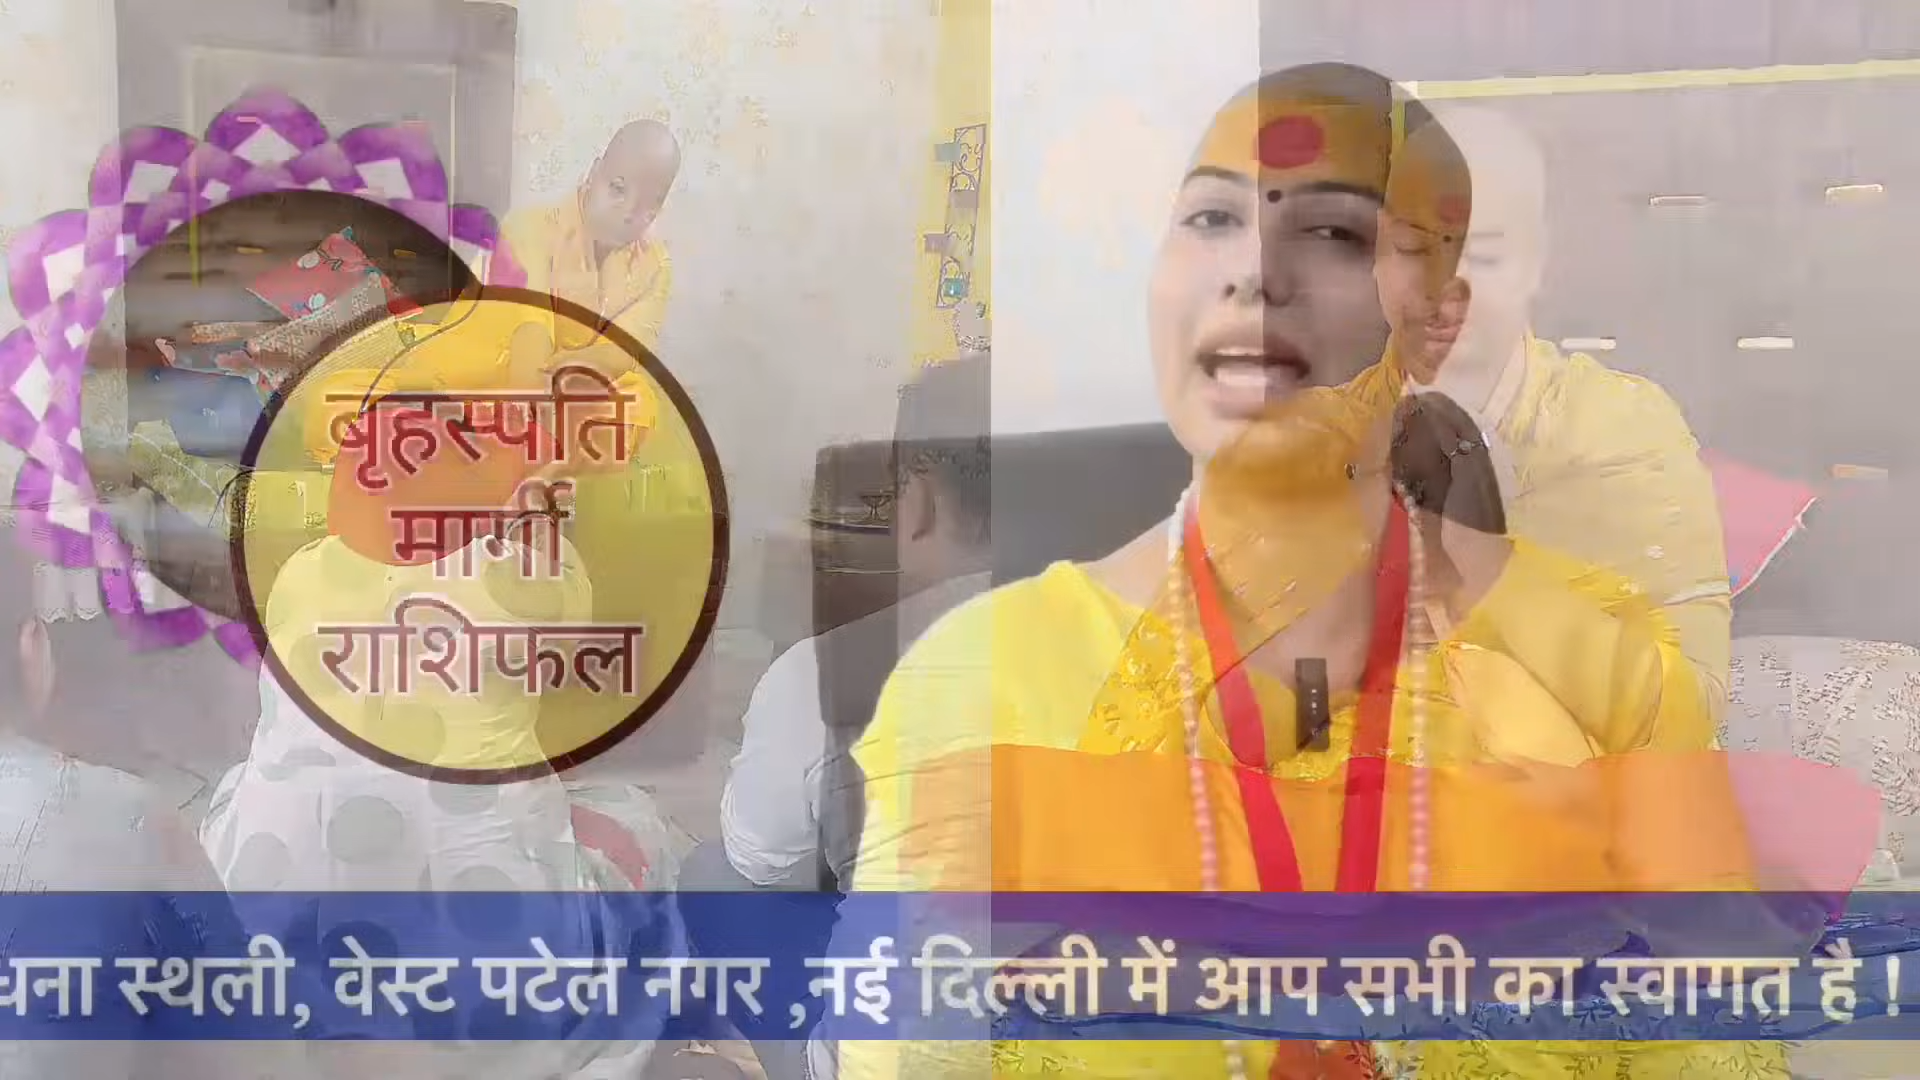 बृहस्पति
मार्गी
राशिफल
धना स्थली, वेस्ट पटेल नगर ,नई दिल्ली में आप सभी का स्वागत है !